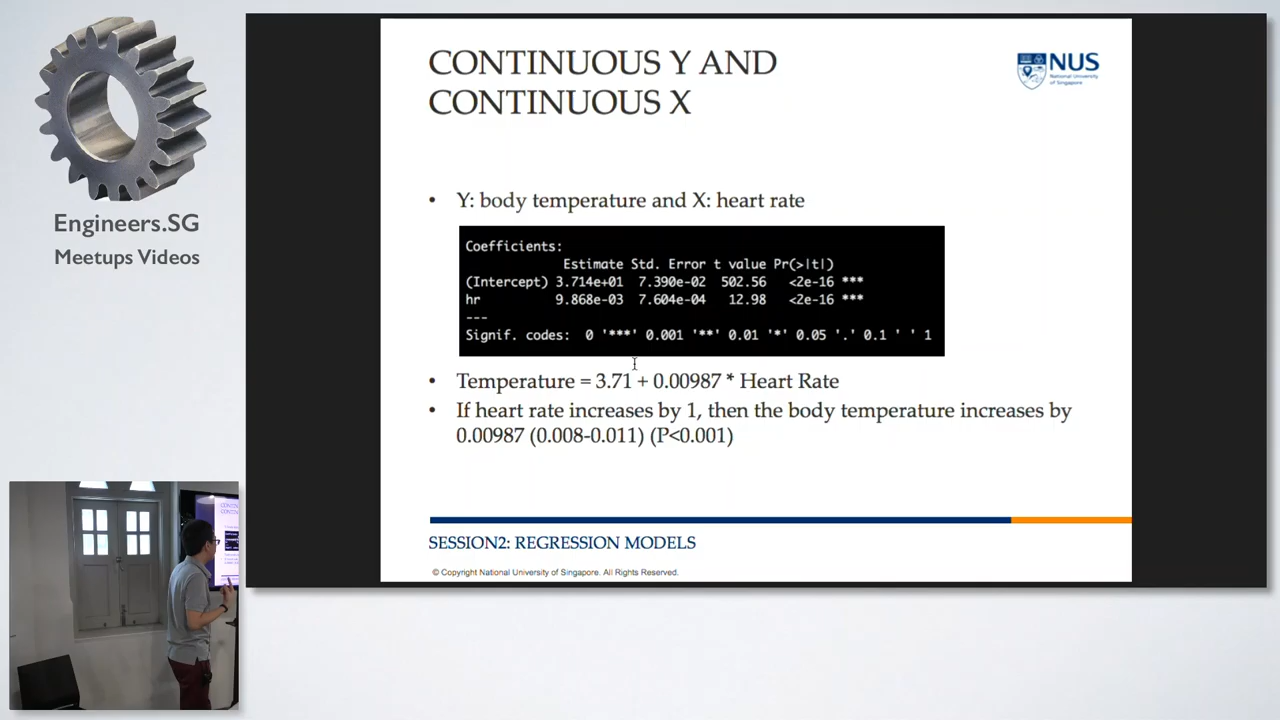 Engineers.SG
Meetups Videos
CONTINUOUS Y AND
CONTINUOUS X
NUS
National University
of Singapore
• Y: body temperature and X: heart rate
Coefficients:
Estimate Std. Error t value Pr(>|t|)
(Intercept) 3.714e+01 7.390e-02 502.56 <2e-16 ***
hr 9.868e-03 7.604e-04 12.98 <2e-16 ***
---
Signif. codes: 0 '***' 0.001 '**' 0.01 '*' 0.05 '.' 0.1 ' ' 1
• Temperature = 3.71 + 0.00987 * Heart Rate
• If heart rate increases by 1, then the body temperature increases by
0.00987 (0.008-0.011) (P<0.001)
SESSION2: REGRESSION MODELS
© Copyright National University of Singapore. All Rights Reserved.